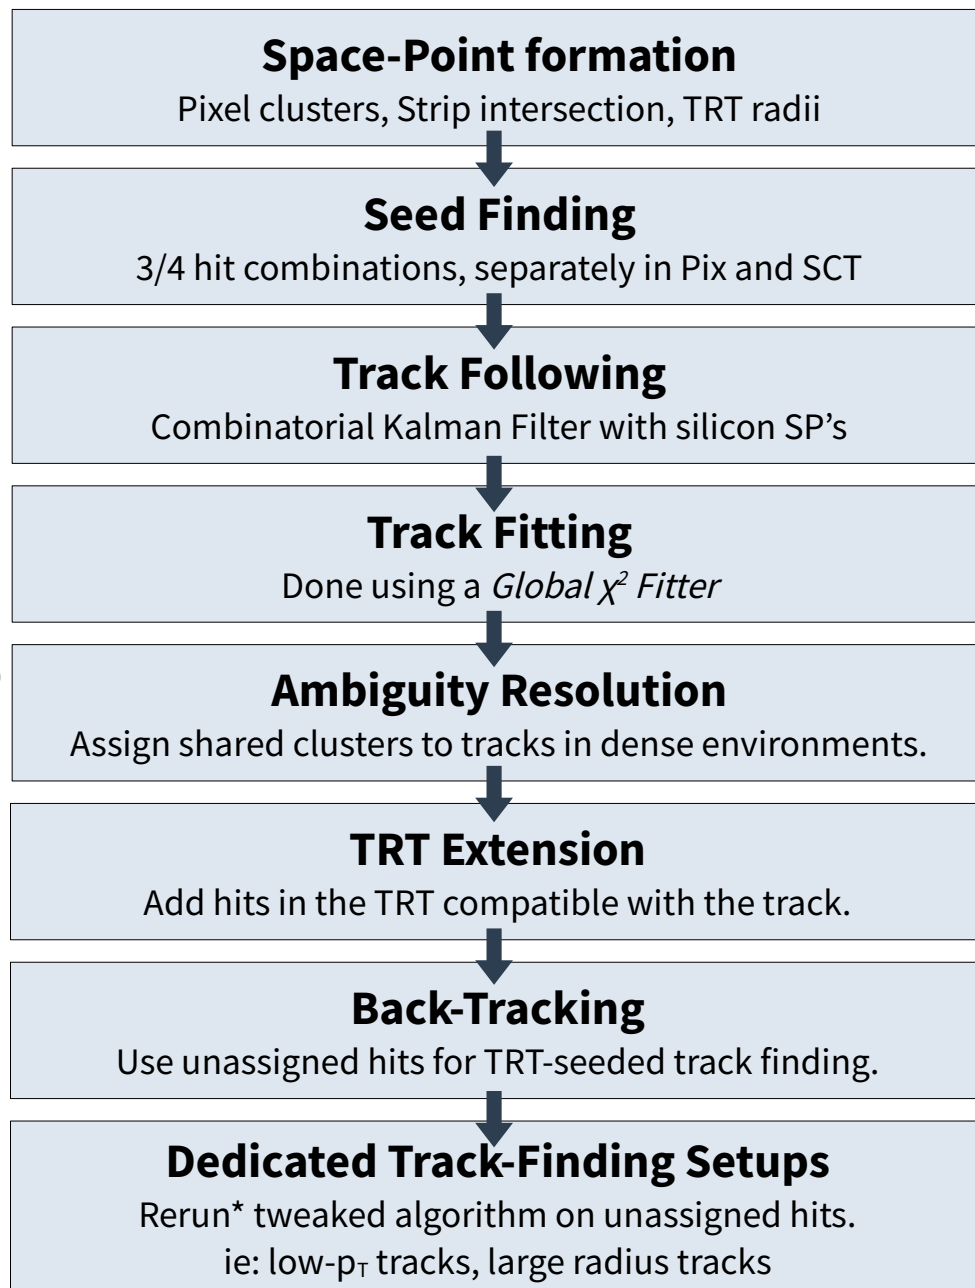 Space-Point formation
Pixel clusters, Strip intersection, TRT radii
Seed Finding
3/4 hit combinations, separately in Pix and SCT
Track Following
Combinatorial Kalman Filter with silicon SP’s
Track Fitting
Done using a Global χ² Fitter
Ambiguity Resolution
Assign shared clusters to tracks in dense environments.
TRT Extension
Add hits in the TRT compatible with the track.
Back-Tracking
Use unassigned hits for TRT-seeded track finding.
Dedicated Track-Finding Setups
Rerun* tweaked algorithm on unassigned hits.
ie: low-pT tracks, large radius tracks